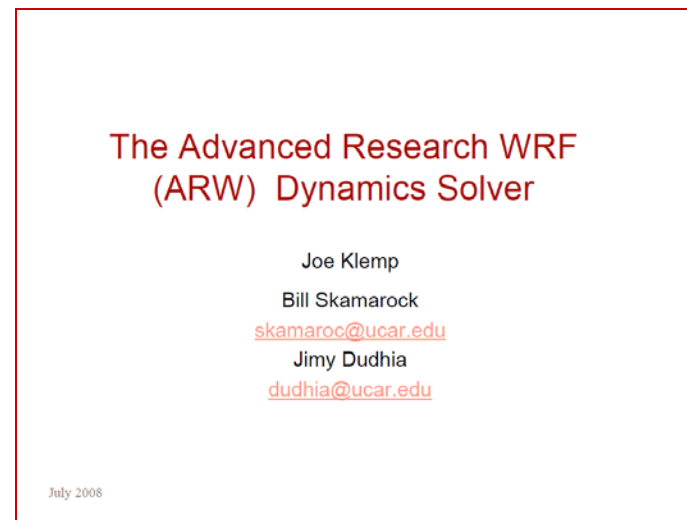 The Advanced Research WRF
(ARW) Dynamics Solver
Joe Klemp
Bill Skamarock
skamaroc@ucar.edu
Jimy Dudhia
dudhia@ucar.edu
July 2008